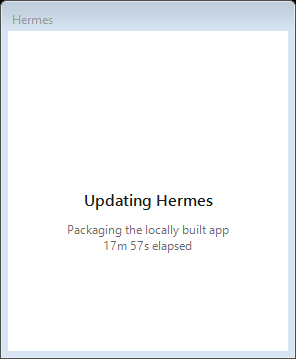 Hermes
Updating Hermes
Packaging the locally built app
17m 57s elapsed